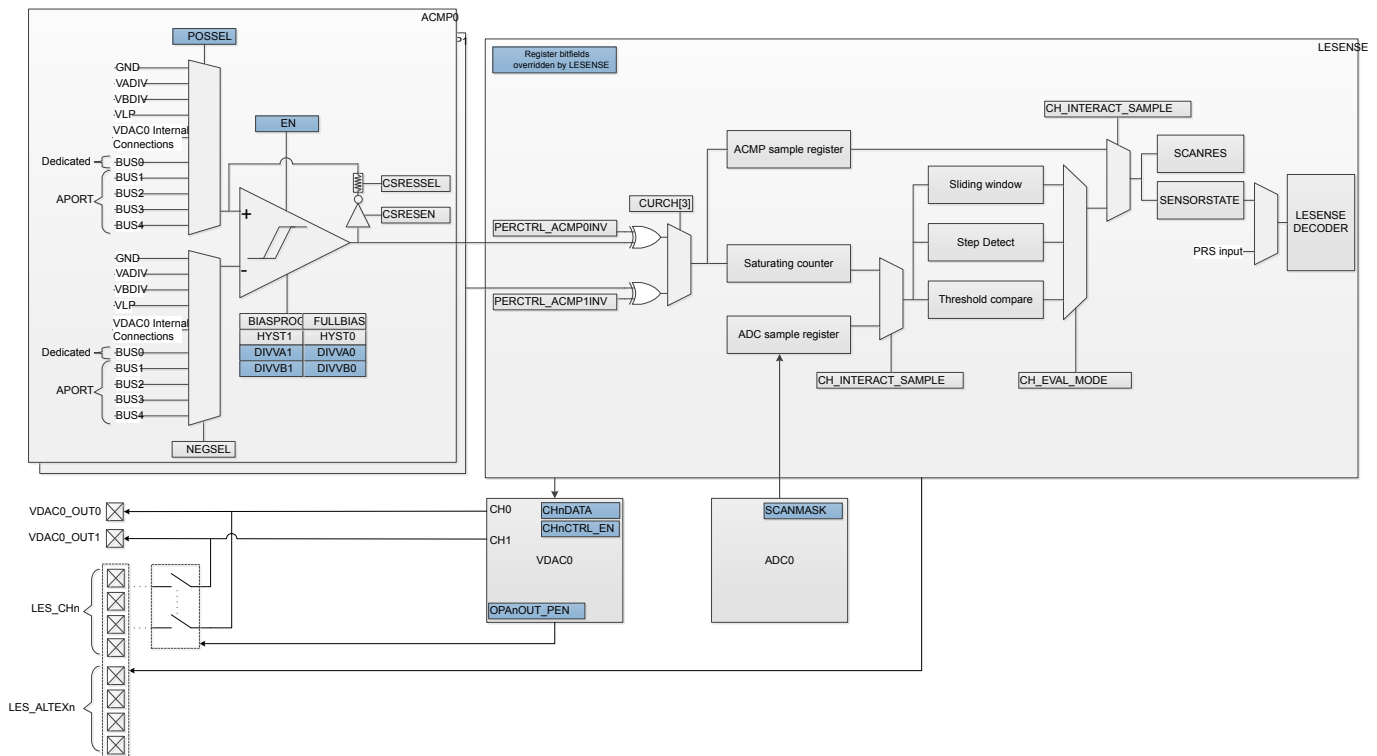 ACMP0
P1
POSSEL
GND
VADIV
VBDIV
VLP
VDAC0 Internal
Connections
Dedicated
BUS0
BUS1
APORT
BUS2
BUS3
BUS4
EN
+
-
CSRESSEL
CSRESEN
GND
VADIV
VBDIV
VLP
VDAC0 Internal
Connections
Dedicated
BUS0
BUS1
APORT
BUS2
BUS3
BUS4
NEGSEL
BIASPROG FULLBIAS
HYST1 HYST0
DIVVA1 DIVVA0
DIVVB1 DIVVB0
LESENSE
Register bitfields
overridden by LESENSE
PERCTRL_ACMP0INV
PERCTRL_ACMP1INV
CURCH[3]
ACMP sample register
Saturating counter
ADC sample register
CH_INTERACT_SAMPLE
Sliding window
Step Detect
Threshold compare
CH_EVAL_MODE
CH_INTERACT_SAMPLE
SCANRES
SENSORSTATE
PRS input
LESENSE
DECODER
VDAC0_OUT0
VDAC0_OUT1
LES_CHn
LES_ALTEXn
CH0
CH1
CHnDATA
CHnCTRL_EN
VDAC0
OPAnOUT_PEN
SCANMASK
ADC0